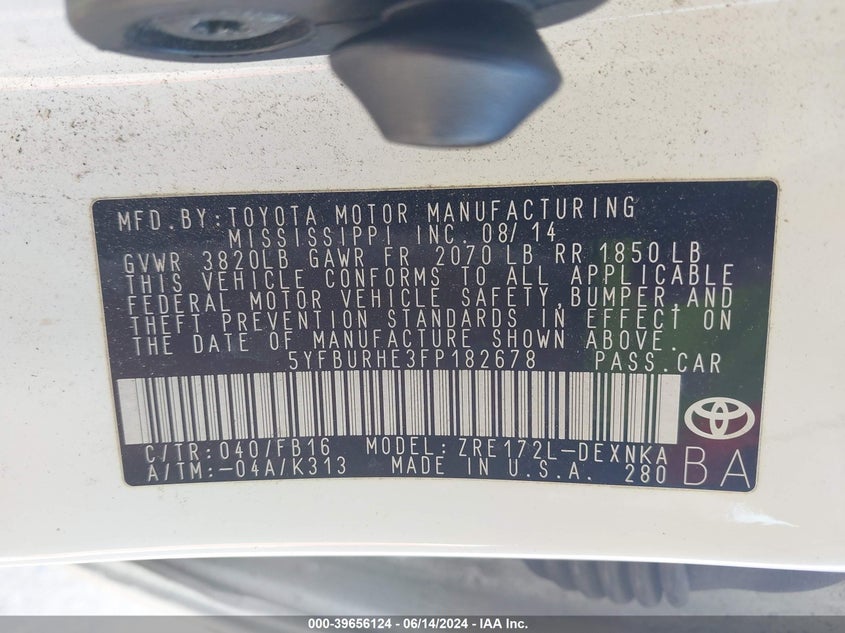 MFD.BY:TOYOTA MOTOR MANUFACTURING
MISSISSIPPI INC. 08/14
GVWR 3820LB GAWR FR 2070 LB RR 1850 LB
THIS VEHICLE CONFORMS TO ALL APPLICABLE
FEDERAL MOTOR VEHICLE SAFETY,BUMPER,AND
THEFT PREVENTION STANDARDS IN EFFECT ON
THE DATE OF MANUFACTURE SHOWN ABOVE.
5YFBURHE3FP182678 PASS.CAR
C/TR: 040/FB16 MODEL: ZRE172L-DEXNKA
A/TM:-04A/K313 MADE IN U.S.A. 280
BA
000-39656124 - 06/14/2024 - IAA Inc.